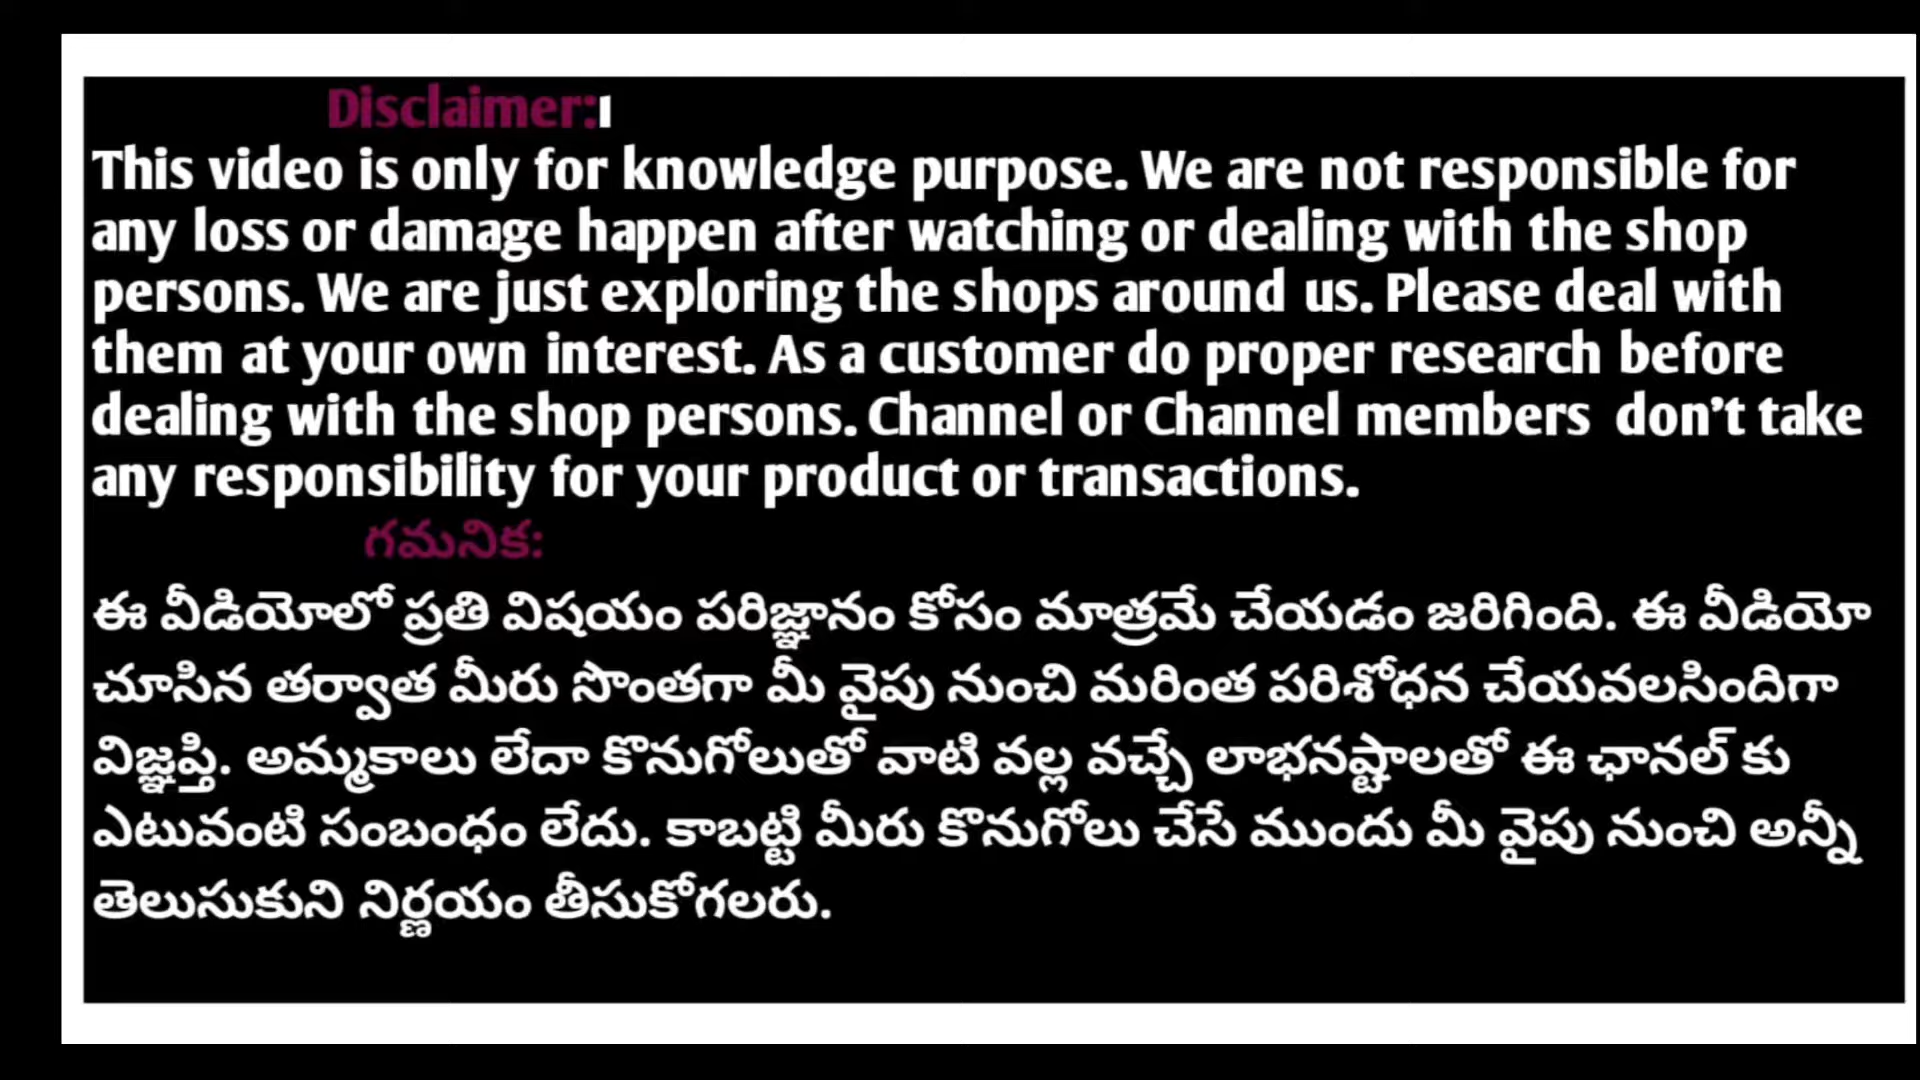 Disclaimer:
This video is only for knowledge purpose. We are not responsible for
any loss or damage happen after watching or dealing with the shop
persons. We are just exploring the shops around us. Please deal with
them at your own interest. As a customer do proper research before
dealing with the shop persons. Channel or Channel members don't take
any responsibility for your product or transactions.
గమనిక:
ఈ వీడియోలో ప్రతి విషయం పరిజ్ఞానం కోసం మాత్రమే చేయడం జరిగింది. ఈ వీడియో
చూసిన తర్వాత మీరు సొంతగా మీ వైపు నుంచి మరింత పరిశోధన చేయవలసిందిగా
విజ్ఞప్తి. అమ్మకాలు లేదా కొనుగోలుతో వాటి వల్ల వచ్చే లాభనష్టాలతో ఈ ఛానల్ కు
ఎటువంటి సంబంధం లేదు. కాబట్టి మీరు కొనుగోలు చేసే ముందు మీ వైపు నుంచి అన్నీ
తెలుసుకుని నిర్ణయం తీసుకోగలరు.